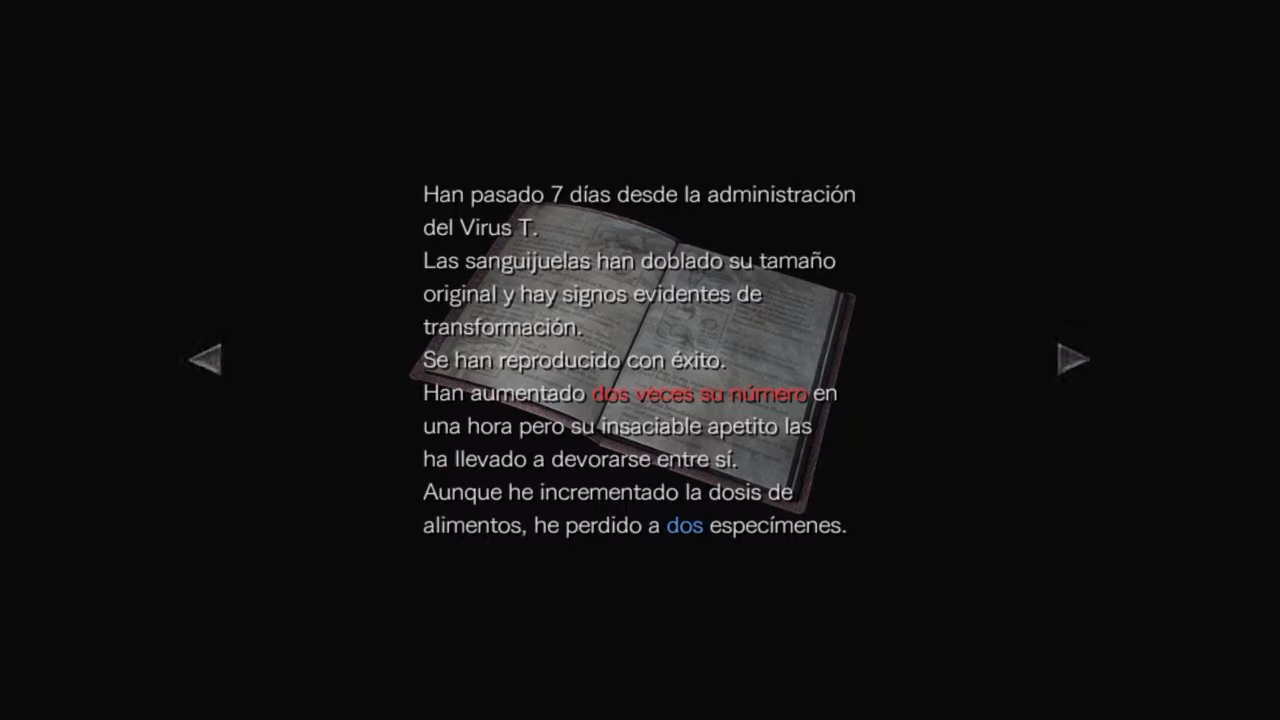 Han pasado 7 días desde la administración
del Virus T.
Las sanguijuelas han doblado su tamaño
original y hay signos evidentes de
transformación.
Se han reproducido con éxito.
Han aumentado dos veces su número en
una hora pero su insaciable apetito las
ha llevado a devorarse entre sí.
Aunque he incrementado la dosis de
alimentos, he perdido a dos especímenes.